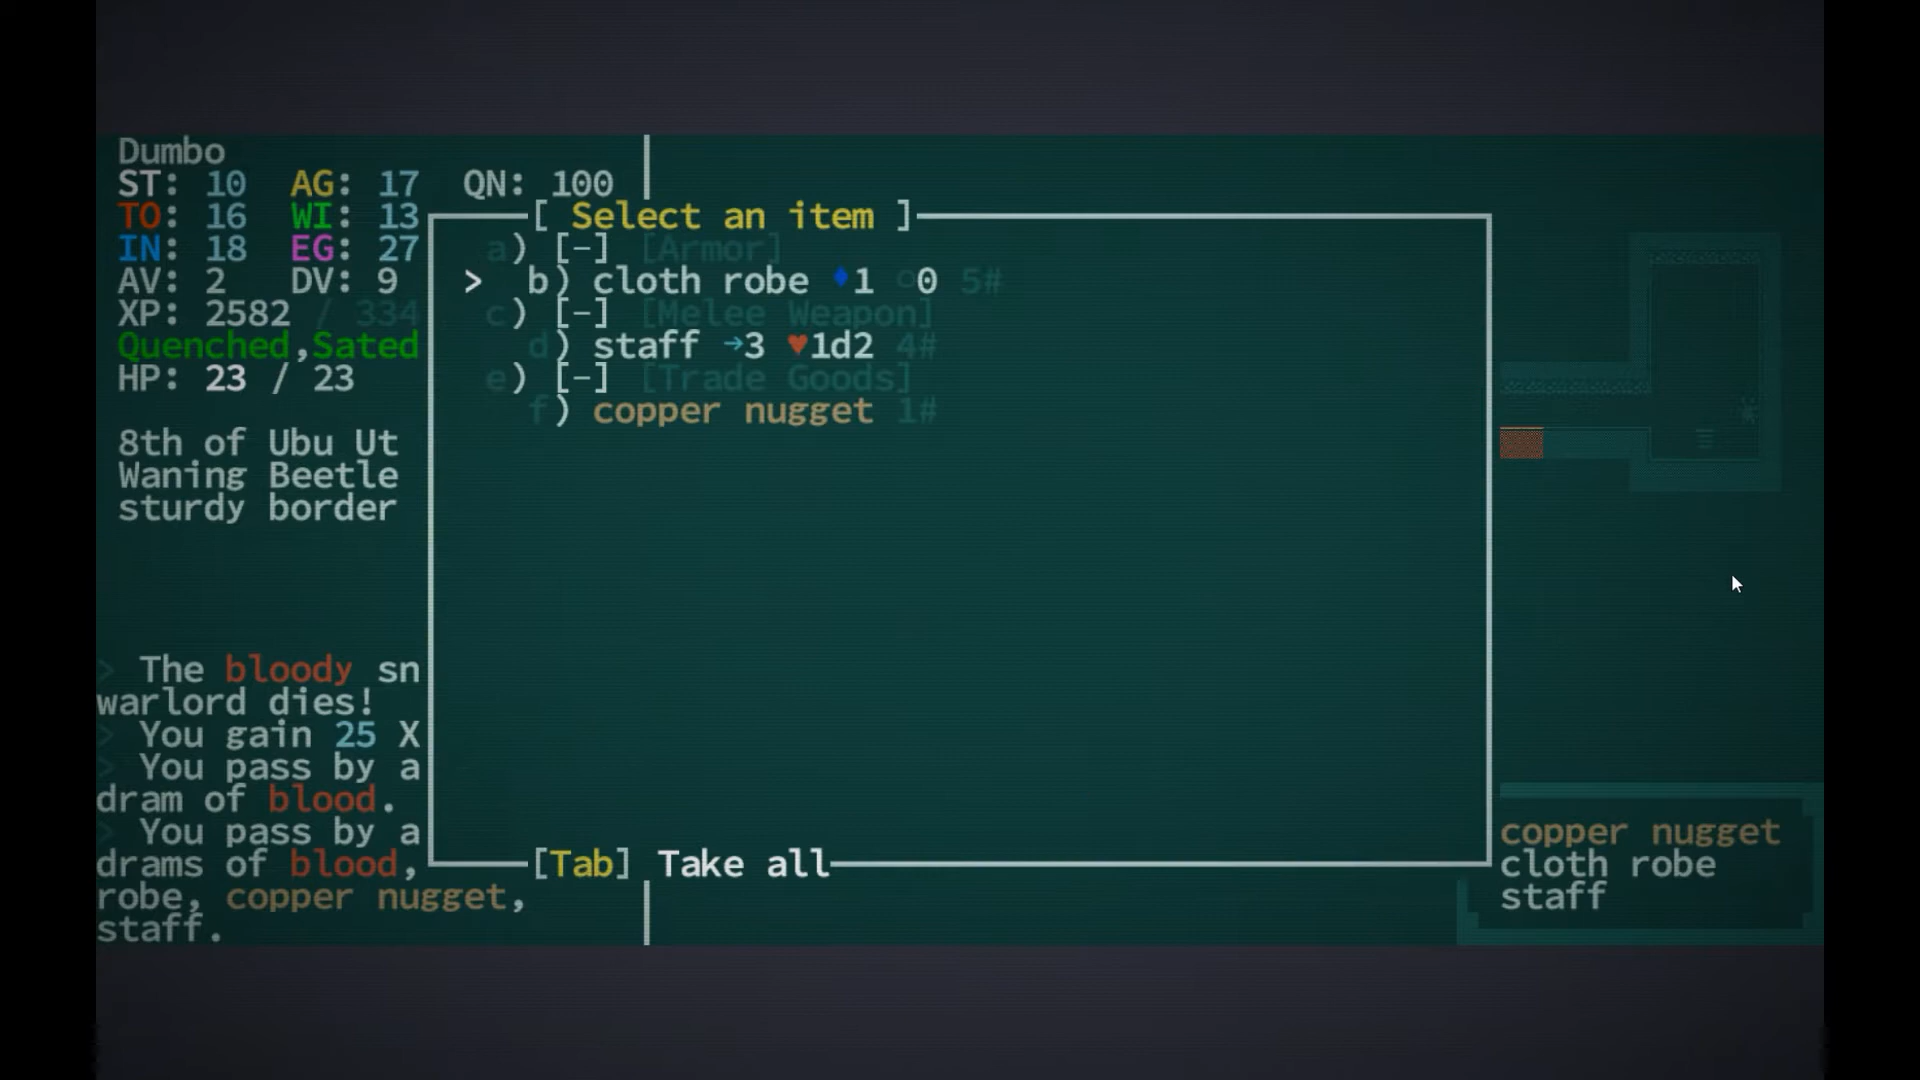 Dumbo
ST: 10 AG: 17 QN: 100
TO: 16 WI: 13
IN: 18 EG: 27
AV: 2 DV: 9
XP: 2582 / 334
Quenched,Sated
HP: 23 / 23
8th of Ubu Ut
Waning Beetle
sturdy border
> The bloody sn
warlord dies!
> You gain 25 X
> You pass by a
dram of blood.
> You pass by a
drams of blood,
robe, copper nugget,
staff.
[ Select an item ]
a) [-] [Armor]
> b) cloth robe ♦1 ○0 5#
c) [-] [Melee Weapon]
d) staff →3 ♥1d2 4#
e) [-] [Trade Goods]
f) copper nugget 1#
[Tab] Take all
copper nugget
cloth robe
staff